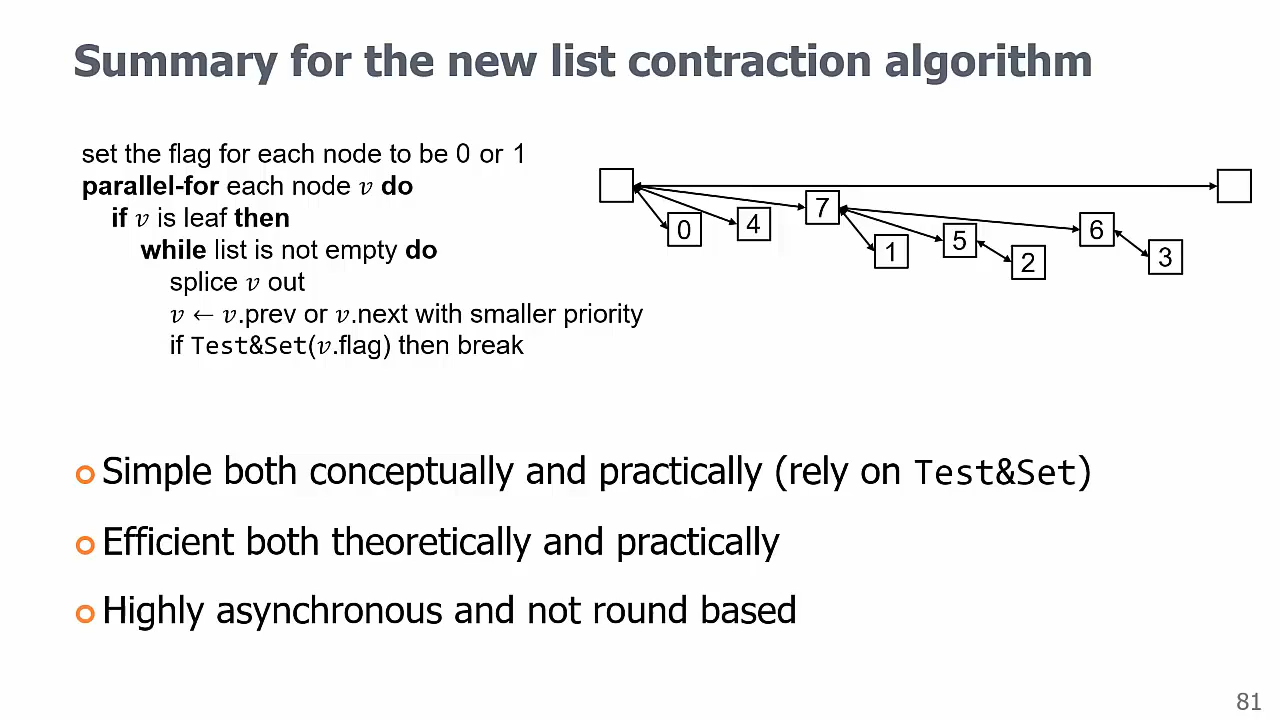 Summary for the new list contraction algorithm
set the flag for each node to be 0 or 1
parallel-for each node 𝑣 do
if 𝑣 is leaf then
while list is not empty do
splice 𝑣 out
𝑣 ← 𝑣.prev or 𝑣.next with smaller priority
if Test&Set(𝑣.flag) then break
0
4
7
1
5
2
6
3
Simple both conceptually and practically (rely on Test&Set)
Efficient both theoretically and practically
Highly asynchronous and not round based
81